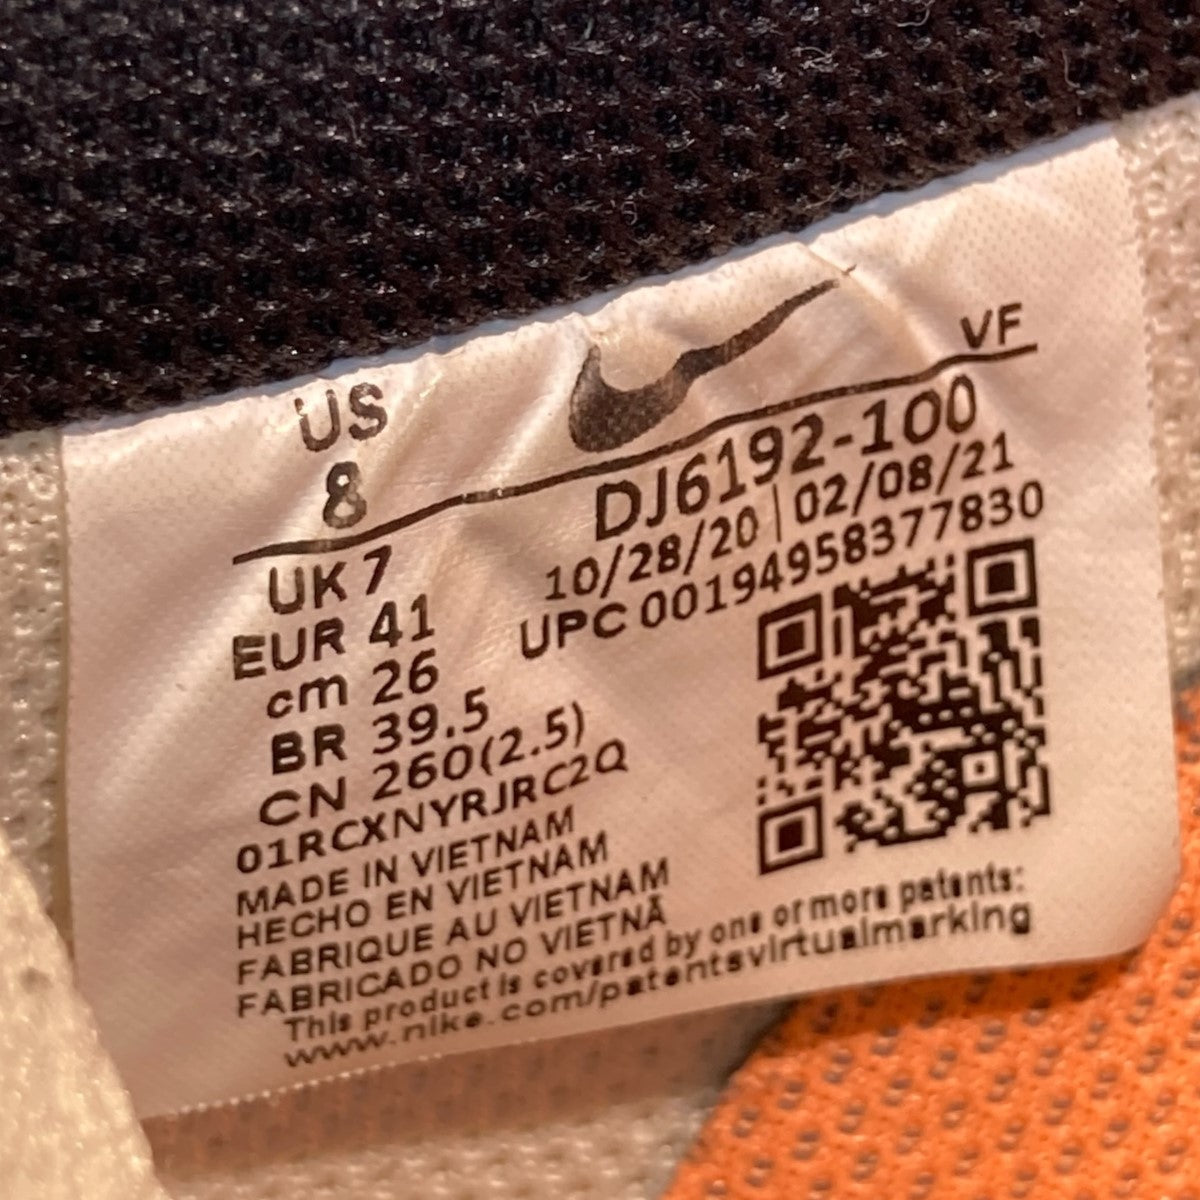 VF
US
8
DJ6192-100
10/28/20 | 02/08/21
UPC 00194958377830
UK 7
EUR 41
cm 26
BR 39.5
CN 260(2.5)
01RCXNYRJRC2Q
MADE IN VIETNAM
HECHO EN VIETNAM
FABRIQUE AU VIETNAM
FABRICADO NO VIETNÃ
This product is covered by one or more patents:
www.nike.com/patentsvirtualmarking